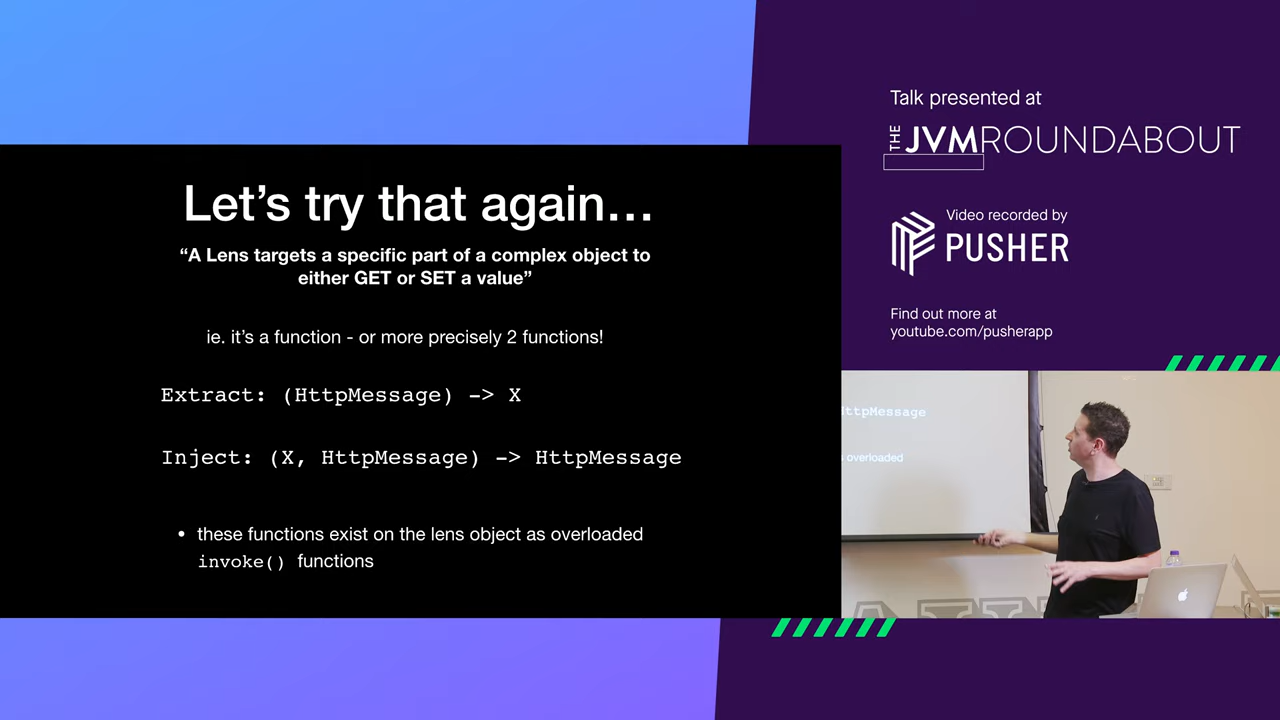 Let's try that again…
“A Lens targets a specific part of a complex object to
either GET or SET a value”
ie. it's a function - or more precisely 2 functions!
Extract: (HttpMessage) -> X
Inject: (X, HttpMessage) -> HttpMessage
• these functions exist on the lens object as overloaded
invoke() functions
Talk presented at
THE JVMROUNDABOUT
Video recorded by
PUSHER
Find out more at
youtube.com/pusherapp
HttpMessage
s overloaded